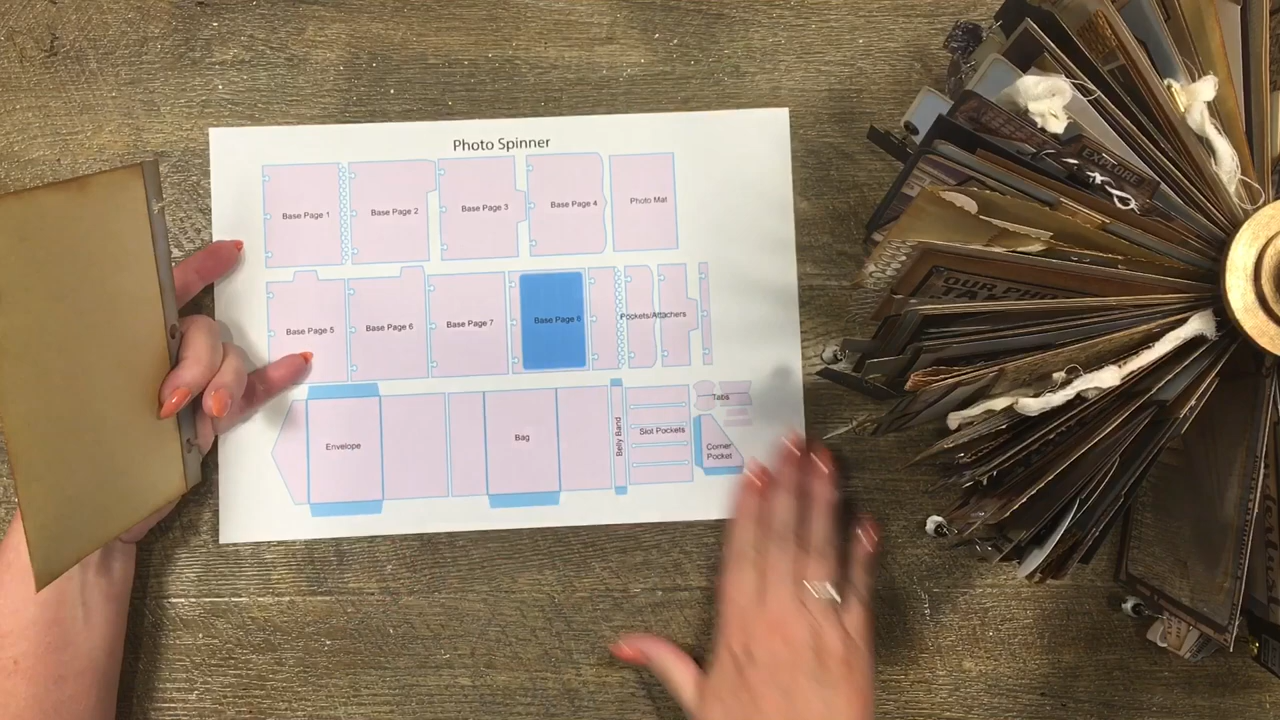 Photo Spinner
Base Page 1
Base Page 2
Base Page 3
Base Page 4
Photo Mat
Base Page 5
Base Page 6
Base Page 7
Base Page 8
Pockets/Attachers
Envelope
Bag
Belly Band
Slot Pockets
Tabs
Corner
Pocket
EXPLORE
OUR PHO